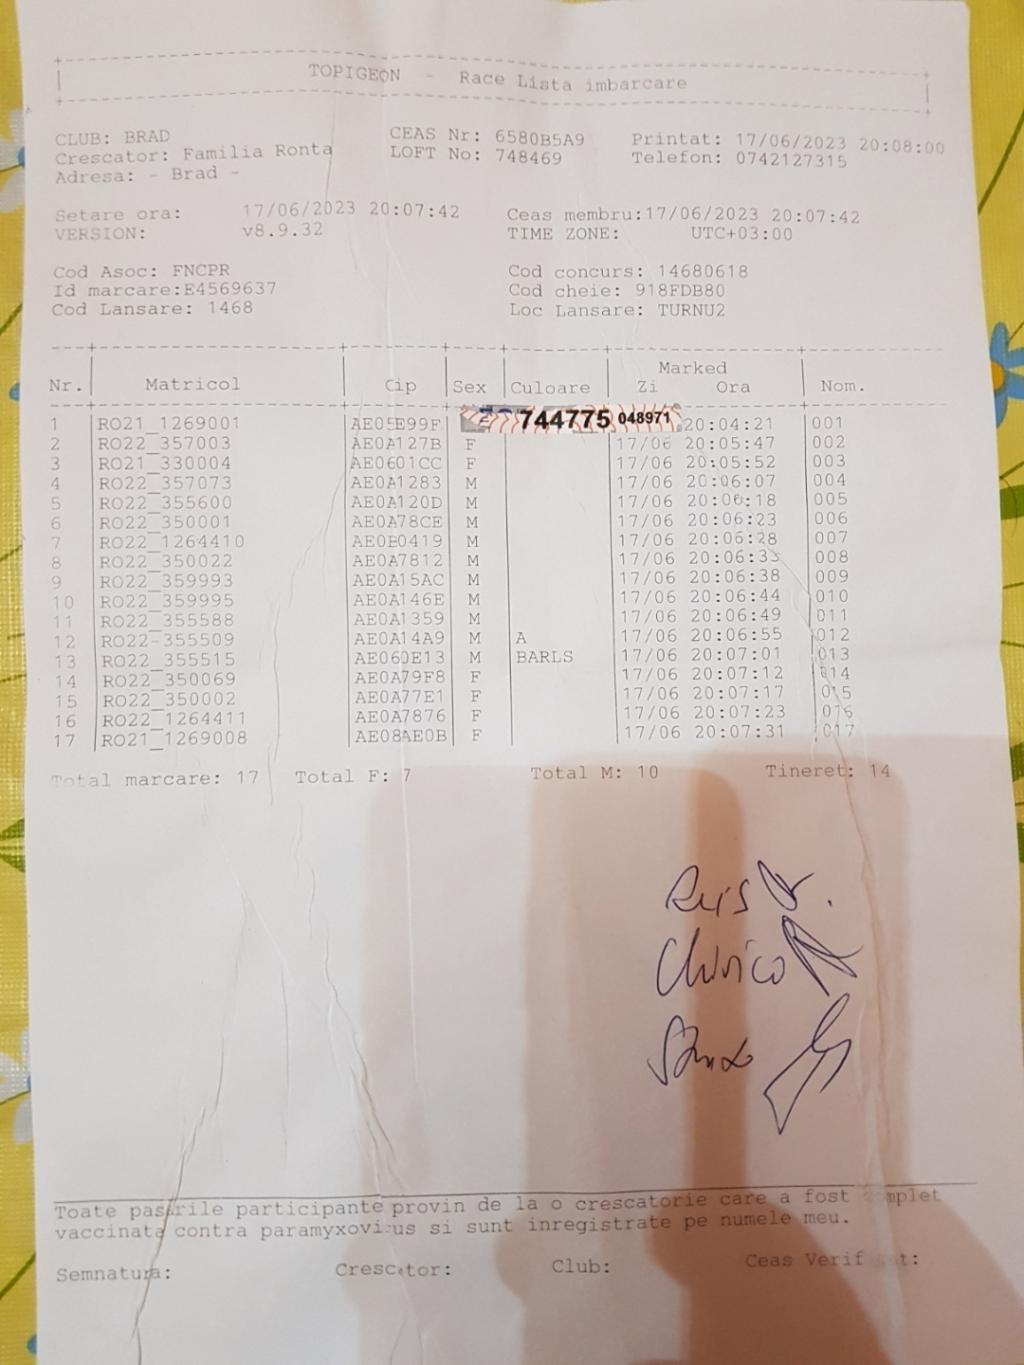 TOPIGEON - Race Lista imbarcare
CLUB: BRAD CEAS Nr: 6580B5A9 Printat: 17/06/2023 20:08:00
Crescator: Familia Ronta LOFT No: 748469 Telefon: 0742127315
Adresa: - Brad -
Setare ora: 17/06/2023 20:07:42 Ceas membru:17/06/2023 20:07:42
VERSION: v8.9.32 TIME ZONE: UTC+03:00
Cod Asoc: FNCPR Cod concurs: 14680618
Id marcare:E4569637 Cod cheie: 918FDB80
Cod Lansare: 1468 Loc Lansare: TURNU2
Marked
Nr. Matricol Cip Sex Culoare Zi Ora Nom.
1 RO21_1269001 AE05E99F 744775 048971 20:04:21 001
2 RO22_357003 AE0A127B F 17/06 20:05:47 002
3 RO21_330004 AE0601CC F 17/06 20:05:52 003
4 RO22_357073 AE0A1283 M 17/06 20:06:07 004
5 RO22_355600 AE0A120D M 17/06 20:06:18 005
6 RO22_350001 AE0A78CE M 17/06 20:06:23 006
7 RO22_1264410 AE0E0419 M 17/06 20:06:28 007
8 RO22_350022 AE0A7812 M 17/06 20:06:33 008
9 RO22_359993 AE0A15AC M 17/06 20:06:38 009
10 RO22_359995 AE0A146E M 17/06 20:06:44 010
11 RO22_355588 AE0A1359 M 17/06 20:06:49 011
12 RO22_355509 AE0A14A9 M A 17/06 20:06:55 012
13 RO22_355515 AE060E13 M BARLS 17/06 20:07:01 013
14 RO22_350069 AE0A79F8 F 17/06 20:07:12 014
15 RO22_350002 AE0A77E1 F 17/06 20:07:17 015
16 RO22_1264411 AE0A7876 F 17/06 20:07:23 016
17 RO21_1269008 AE08AE0B F 17/06 20:07:31 017
Total marcare: 17 Total F: 7 Total M: 10 Tineret: 14
Toate pasarile participante provin de la o crescatorie care a fost complet
vaccinata contra paramyxovirus si sunt inregistrate pe numele meu.
Semnatura: Crescator: Club: Ceas Verificat: